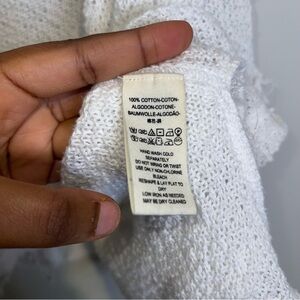 100% COTTON-COTON-
ALGODON-COTONE-
BAUMWOLLE-ALGODÃO-
HAND WASH COLD
SEPARATELY
DO NOT WRING OR TWIST
USE ONLY NON-CHLORINE
BLEACH
RESHAPE & LAY FLAT TO
DRY
LOW IRON AS NEEDED
MAY BE DRY CLEANED